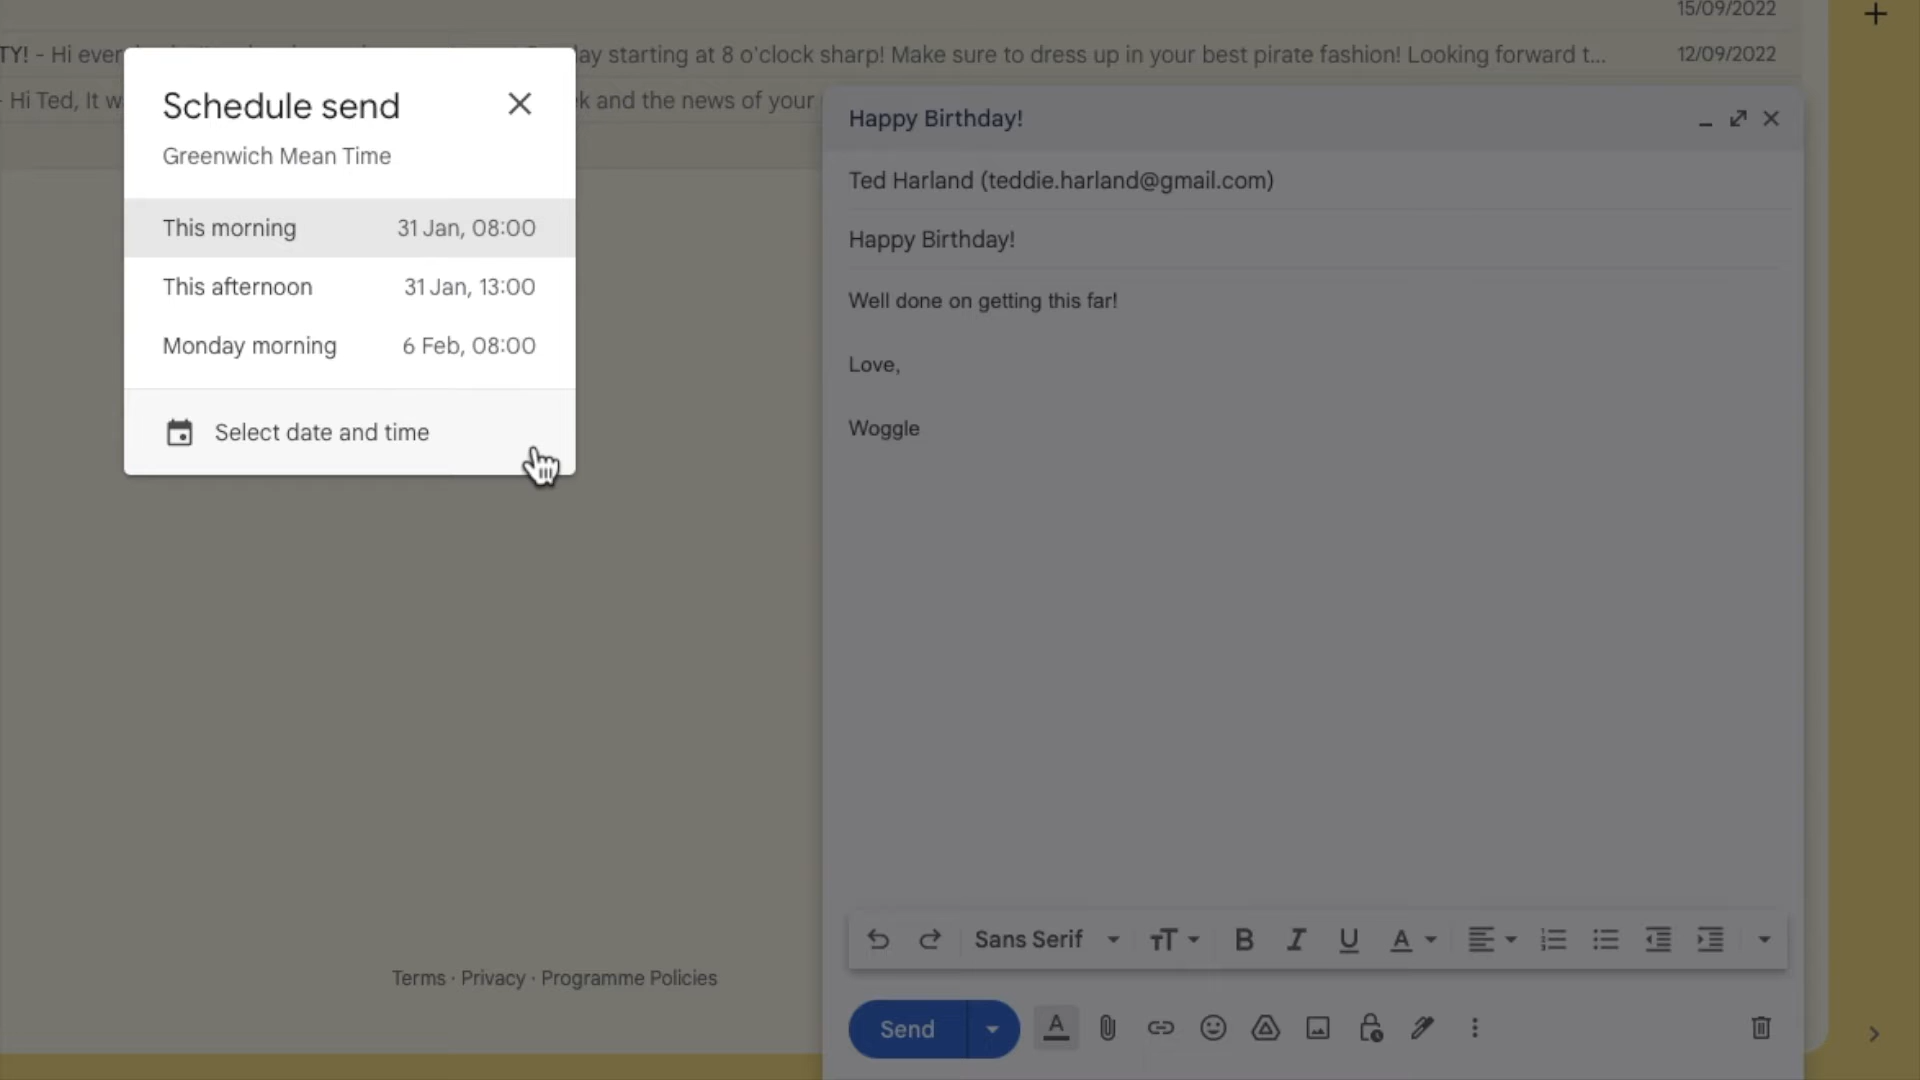 15/09/2022
TY! - Hi ever
ay starting at 8 o'clock sharp! Make sure to dress up in your best pirate fashion! Looking forward t...
12/09/2022
- Hi Ted, It w
k and the news of your
Schedule send
Greenwich Mean Time
This morning 31 Jan, 08:00
This afternoon 31 Jan, 13:00
Monday morning 6 Feb, 08:00
Select date and time
Happy Birthday!
Ted Harland (teddie.harland@gmail.com)
Happy Birthday!
Well done on getting this far!
Love,
Woggle
Sans Serif
Send
Terms · Privacy · Programme Policies